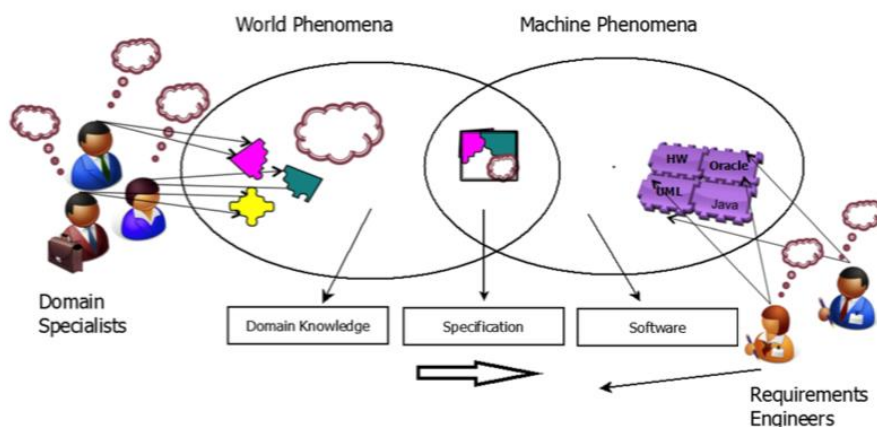 World Phenomena
Machine Phenomena
HW
Oracle
UML
Java
Domain
Specialists
Domain Knowledge
Specification
Software
Requirements
Engineers